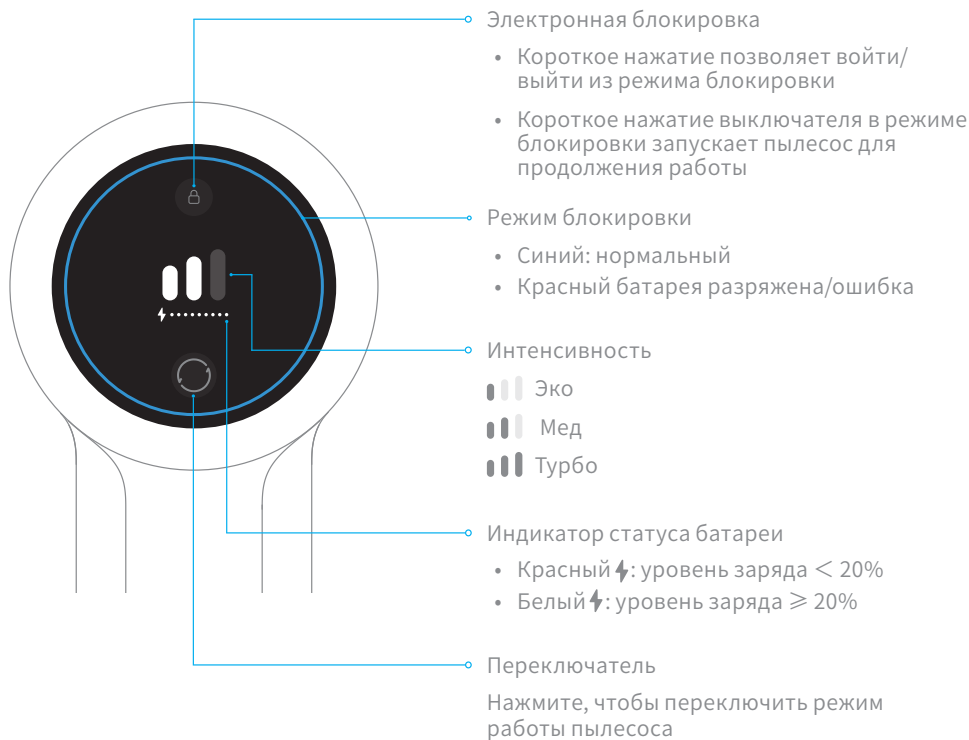 Электронная блокировка
• Короткое нажатие позволяет войти/
выйти из режима блокировки
• Короткое нажатие выключателя в режиме
блокировки запускает пылесос для
продолжения работы
Режим блокировки
• Синий: нормальный
• Красный батарея разряжена/ошибка
Интенсивность
Эко
Мед
Турбо
Индикатор статуса батареи
• Красный : уровень заряда < 20%
• Белый : уровень заряда ⩾ 20%
Переключатель
Нажмите, чтобы переключить режим
работы пылесоса